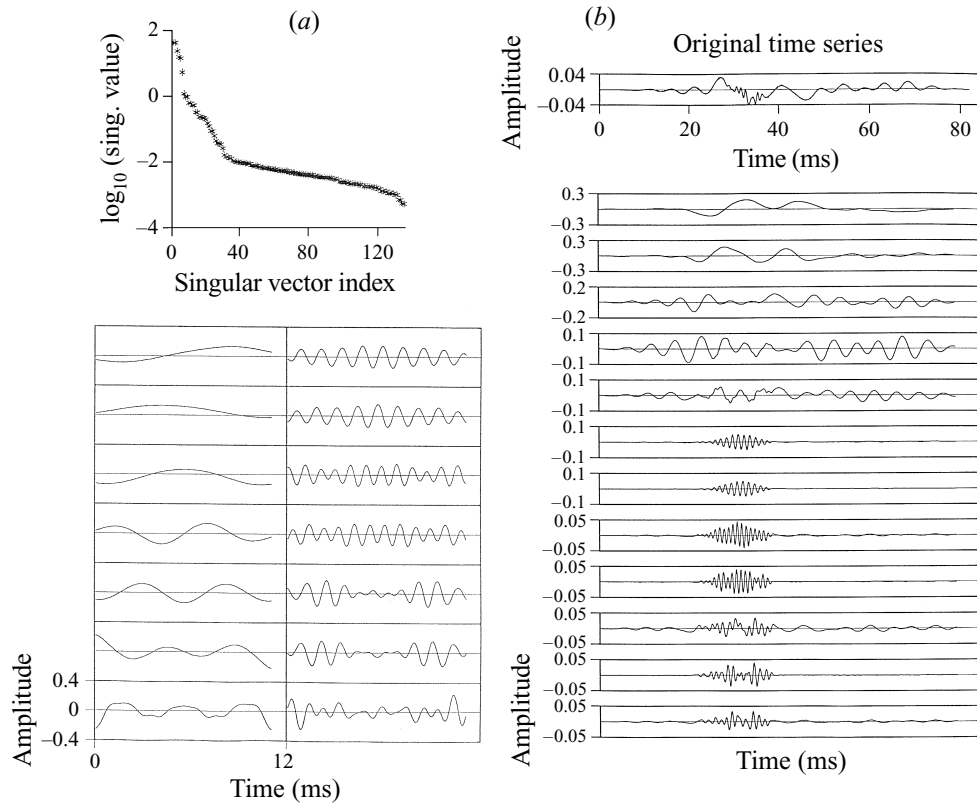 (a)
2
0
−2
−4
log10 (sing. value)
0 40 80 120
Singular vector index
Amplitude
0.4
0
−0.4
0 12
Time (ms)
(b)
Original time series
Amplitude
0.04
−0.04
0 20 40 60 80
Time (ms)
0.3
−0.3
0.3
−0.3
0.2
−0.2
0.1
−0.1
0.1
−0.1
0.1
−0.1
0.1
−0.1
0.05
−0.05
0.05
−0.05
0.05
−0.05
0.05
−0.05
0.05
−0.05
Amplitude
Time (ms)